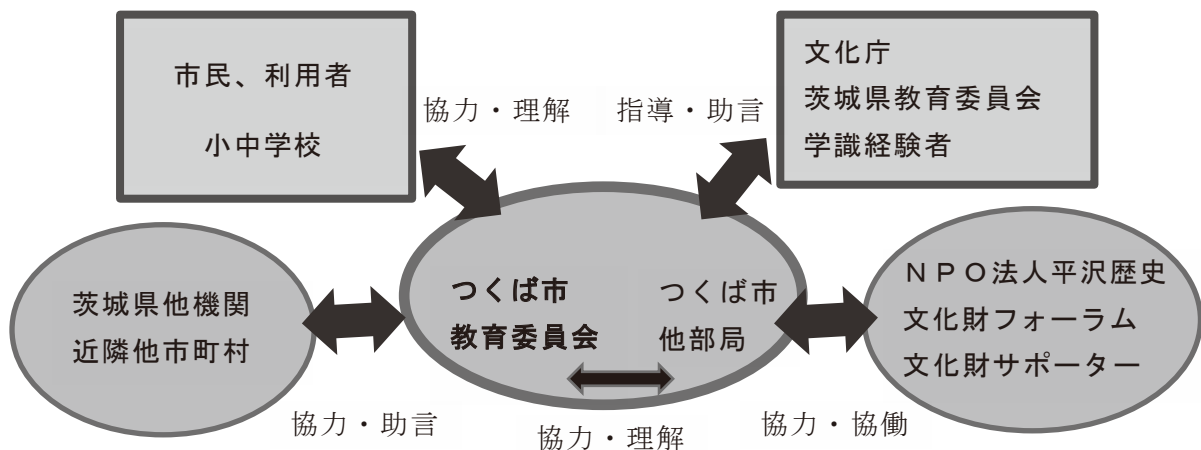 市民、利用者
小中学校
協力・理解
指導・助言
文化庁
茨城県教育委員会
学識経験者
茨城県他機関
近隣他市町村
つくば市
教育委員会
つくば市
他部局
ＮＰＯ法人平沢歴史
文化財フォーラム
文化財サポーター
協力・助言
協力・理解
協力・協働